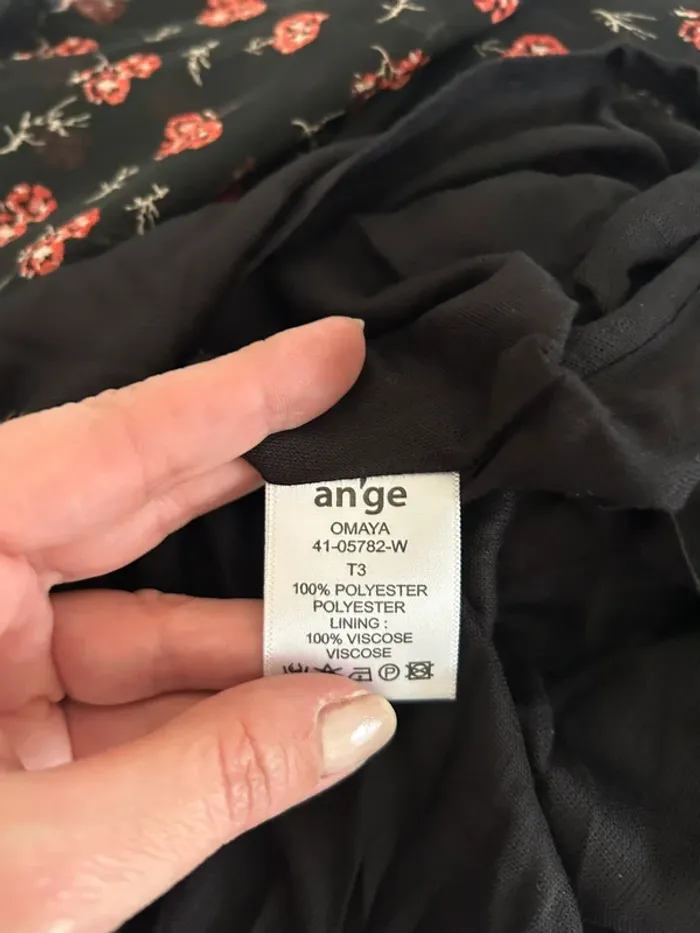 an'ge
OMAYA
41-05782-W
T3
100% POLYESTER
POLYESTER
LINING :
100% VISCOSE
VISCOSE
P